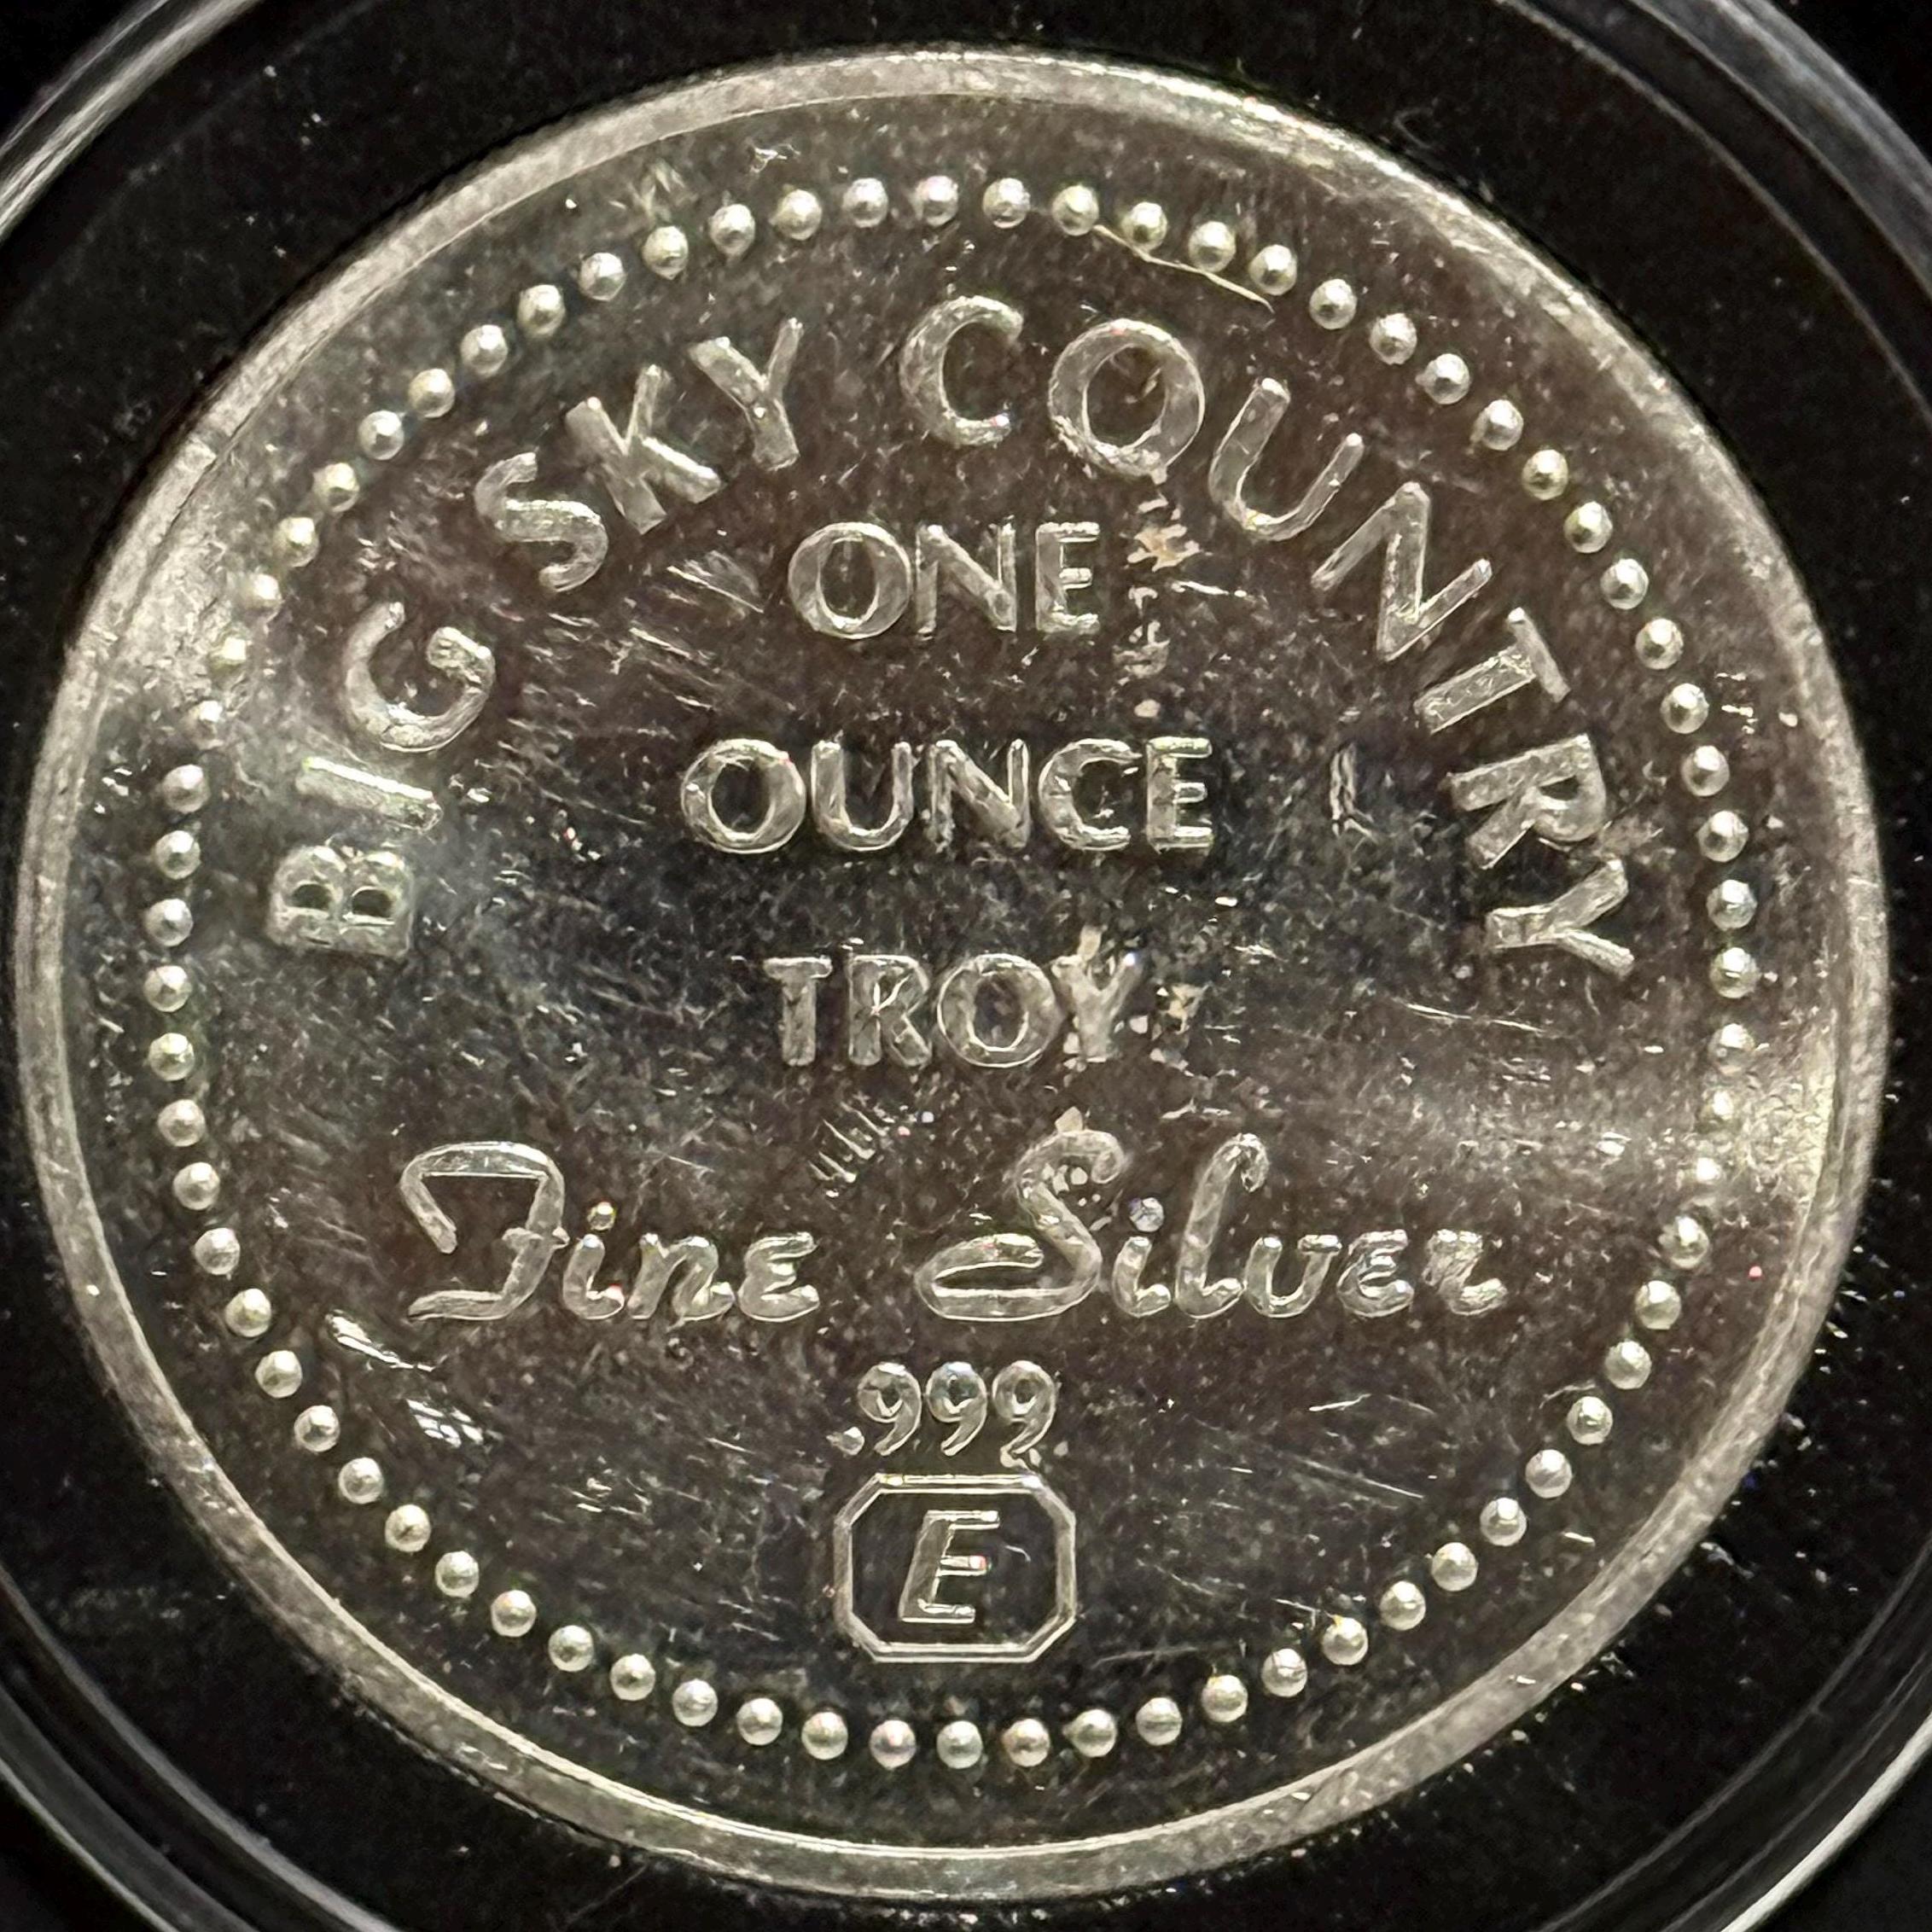 BIG SKY COUNTRY
ONE
OUNCE
TROY
Fine Silver
.999
E